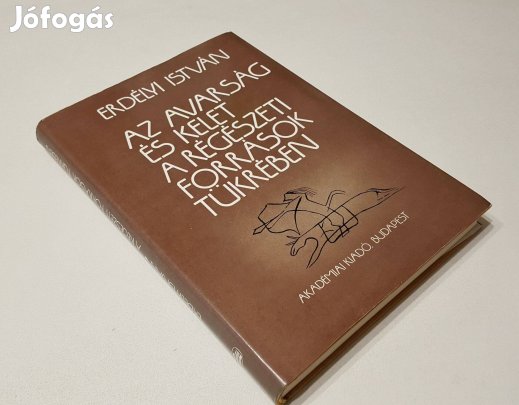 Jófogás
ERDÉLYI ISTVÁN
AZ AVARSÁG
ÉS KELET
A RÉGÉSZETI
FORRÁSOK
TÜKRÉBEN
AKADÉMIAI KIADÓ, BUDAPEST